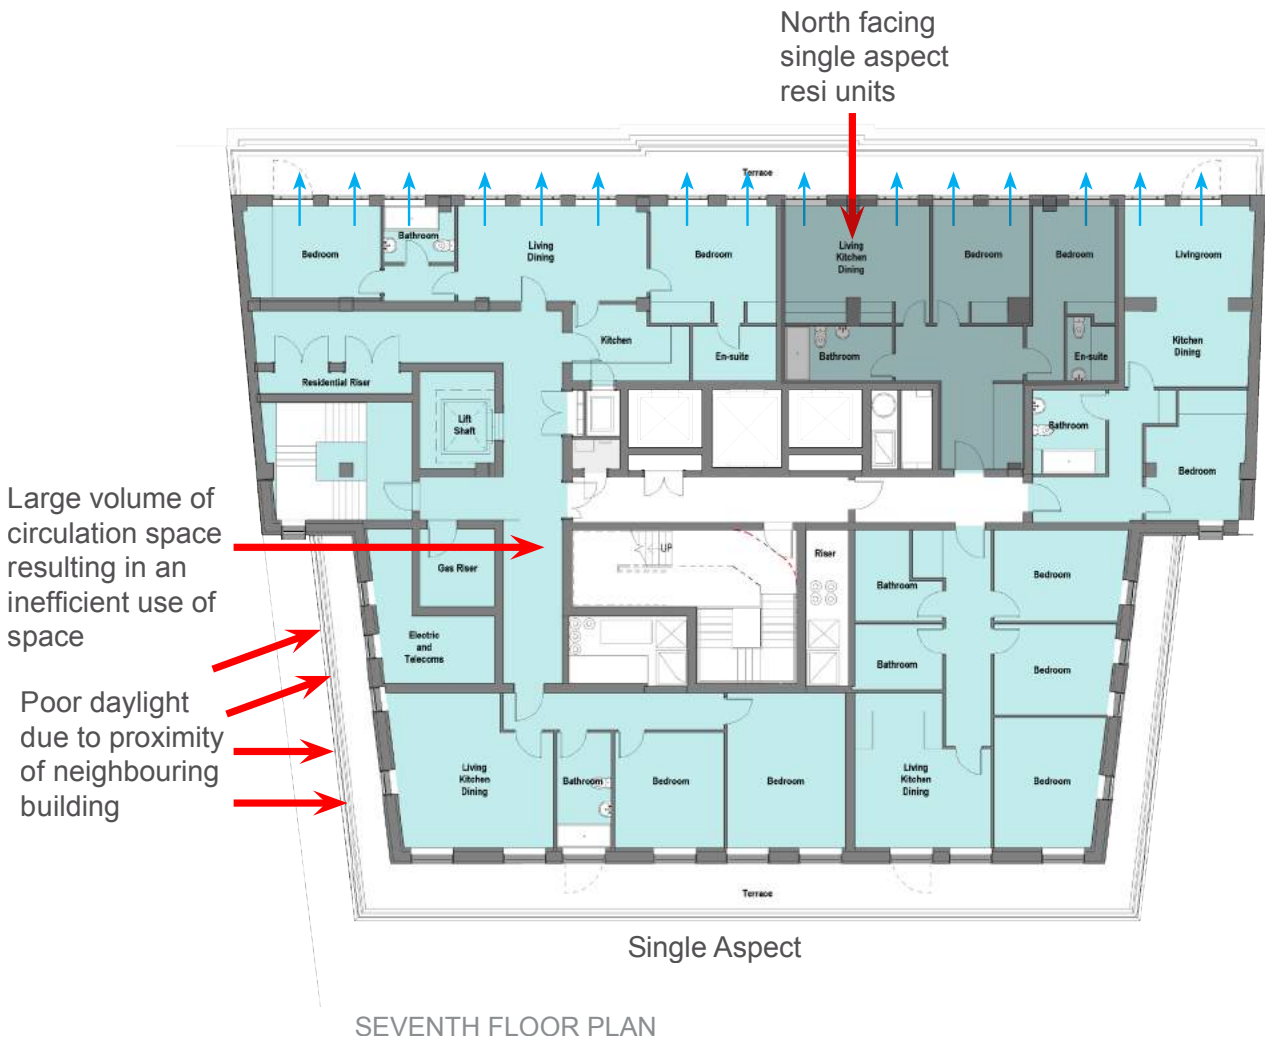 North facing
single aspect
resi units
Terrace
Bedroom
Bathroom
Living
Dining
Bedroom
Living
Kitchen
Dining
Bedroom
Bedroom
Livingroom
Kitchen
Dining
Kitchen
En-suite
Bathroom
En-suite
Residential Riser
Lift
Shaft
Bathroom
Bedroom
Large volume of
circulation space
resulting in an
inefficient use of
space
UP
Riser
Gas Riser
Bathroom
Bedroom
Electric
and
Telecoms
Bathroom
Bedroom
Poor daylight
due to proximity
of neighbouring
building
Living
Kitchen
Dining
Bathroom
Bedroom
Bedroom
Living
Kitchen
Dining
Bedroom
Terrace
Single Aspect
SEVENTH FLOOR PLAN